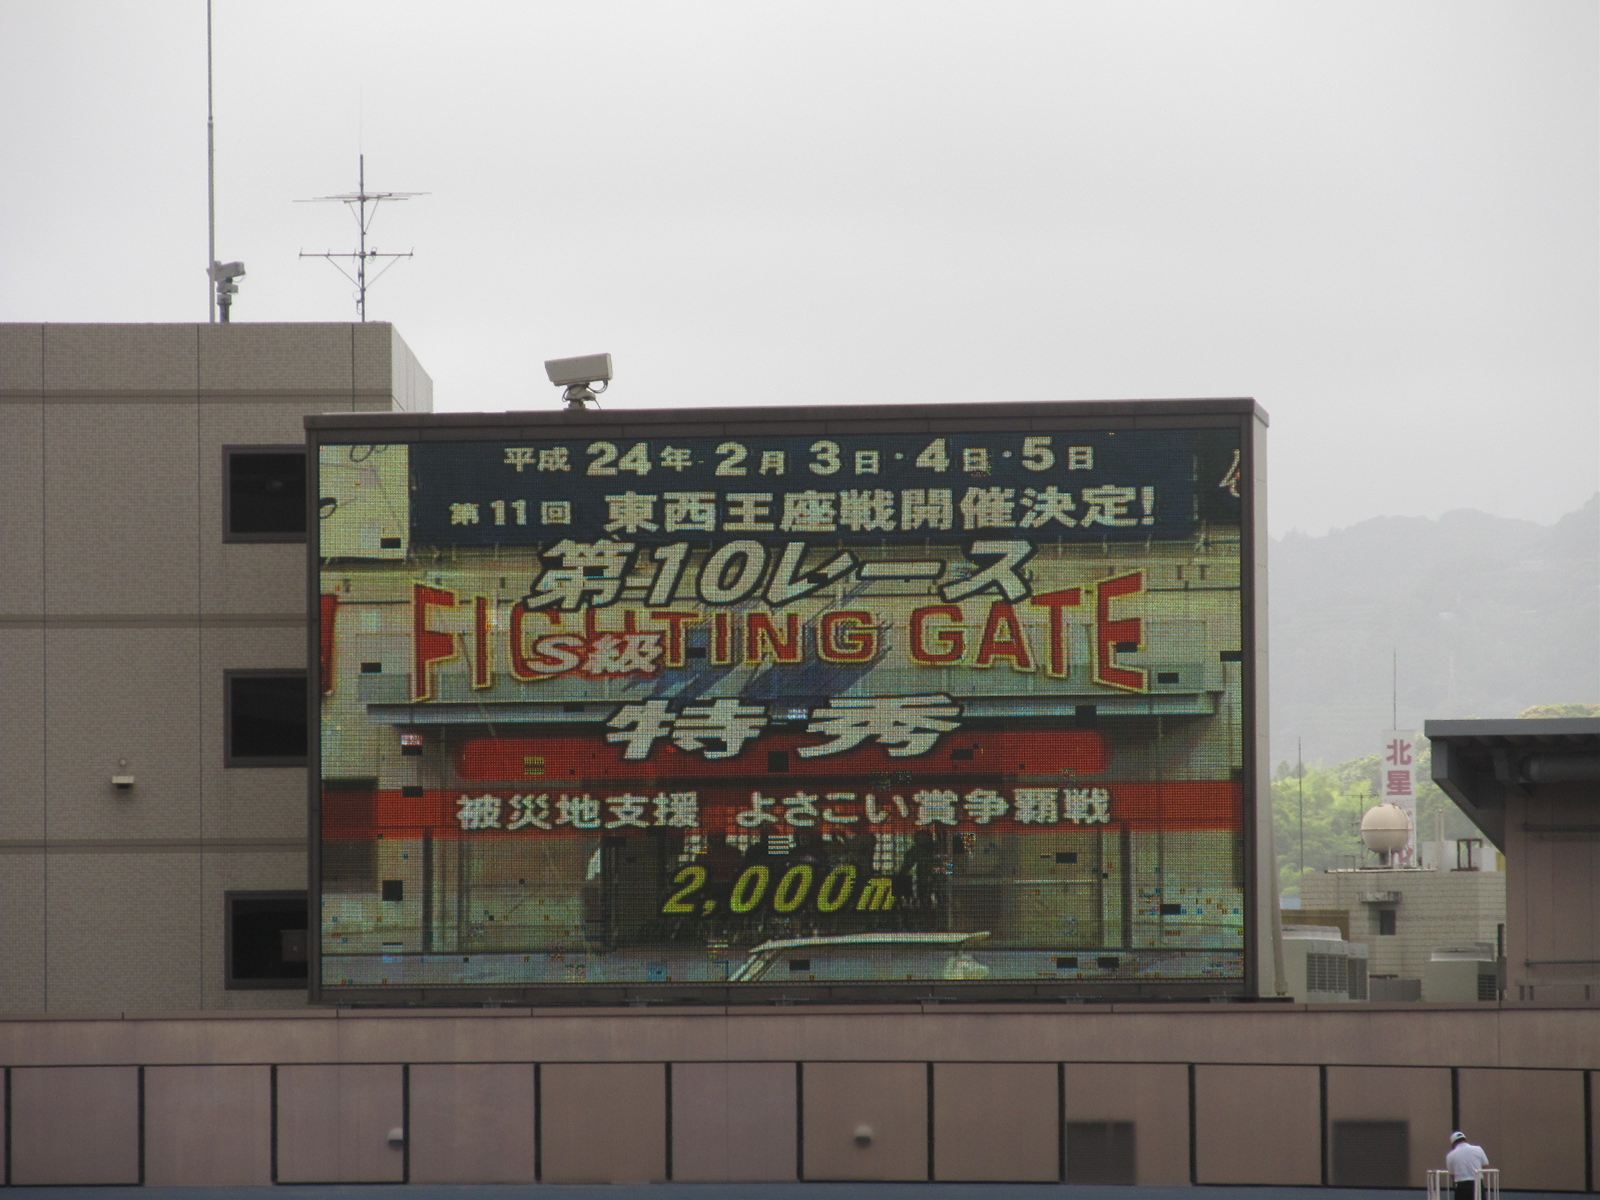 平成 24年 2月 3日・4日・5日
第11回 東西王座戦開催決定!
第10レース
FIGHTING GATE
S級
特秀
被災地支援 よさこい賞争覇戦
2,000m
北星